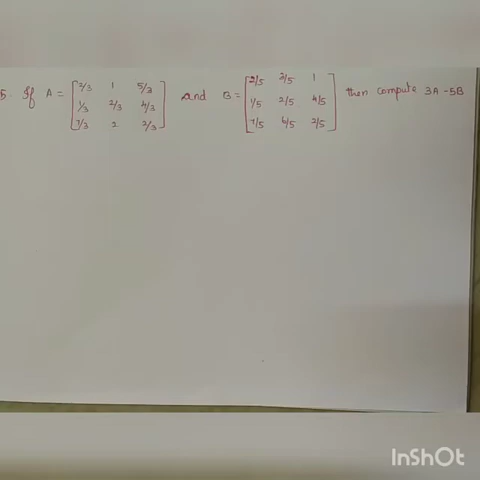 5. If A = [2/3 1 5/3 and B = [2/5 3/5 1 then compute 3A - 5B
1/3 2/3 4/3 1/5 2/5 4/5
7/3 2 2/3] 7/5 6/5 2/5]
InShOt